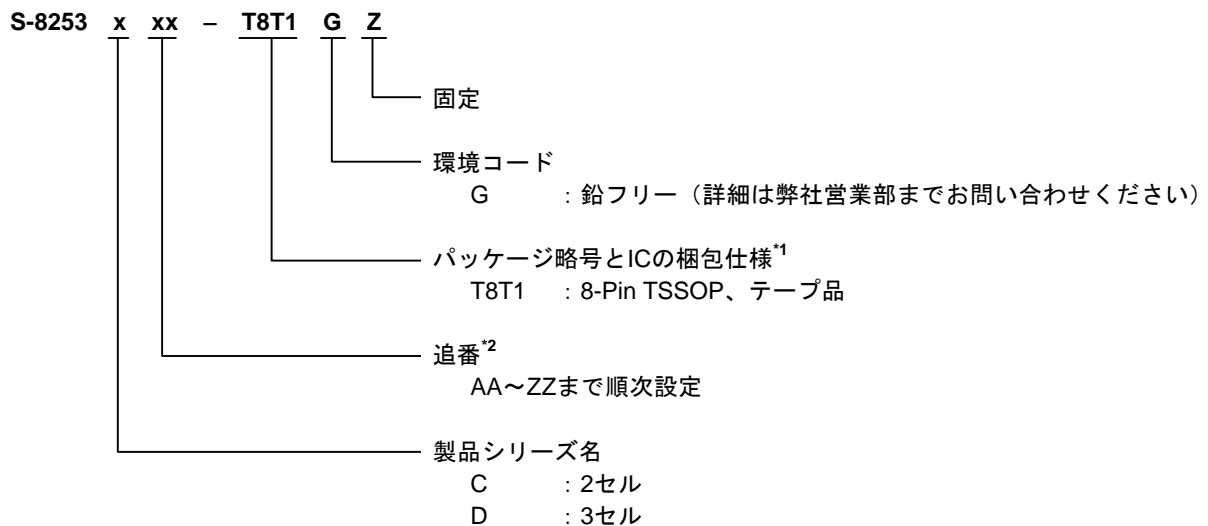 S-8253 x xx – T8T1 G Z
固定
環境コード
G : 鉛フリー（詳細は弊社営業部までお問い合わせください）
パッケージ略号とICの梱包仕様*1
T8T1 : 8-Pin TSSOP、テープ品
追番*2
AA～ZZまで順次設定
製品シリーズ名
C : 2セル
D : 3セル